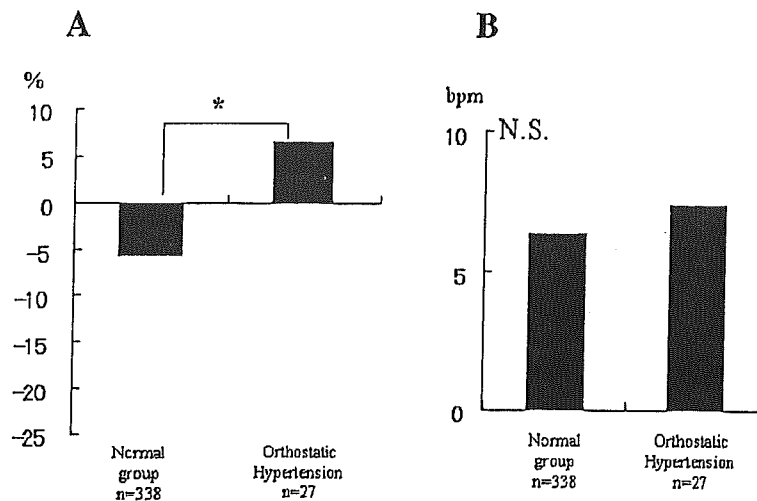 A
%
*
10
5
0
-5
-10
-15
-20
-25
Normal
group
n=338
Orthostatic
Hypertension
n=27
B
bpm
10
N.S.
5
0
Normal
group
n=338
Orthostatic
Hypertension
n=27